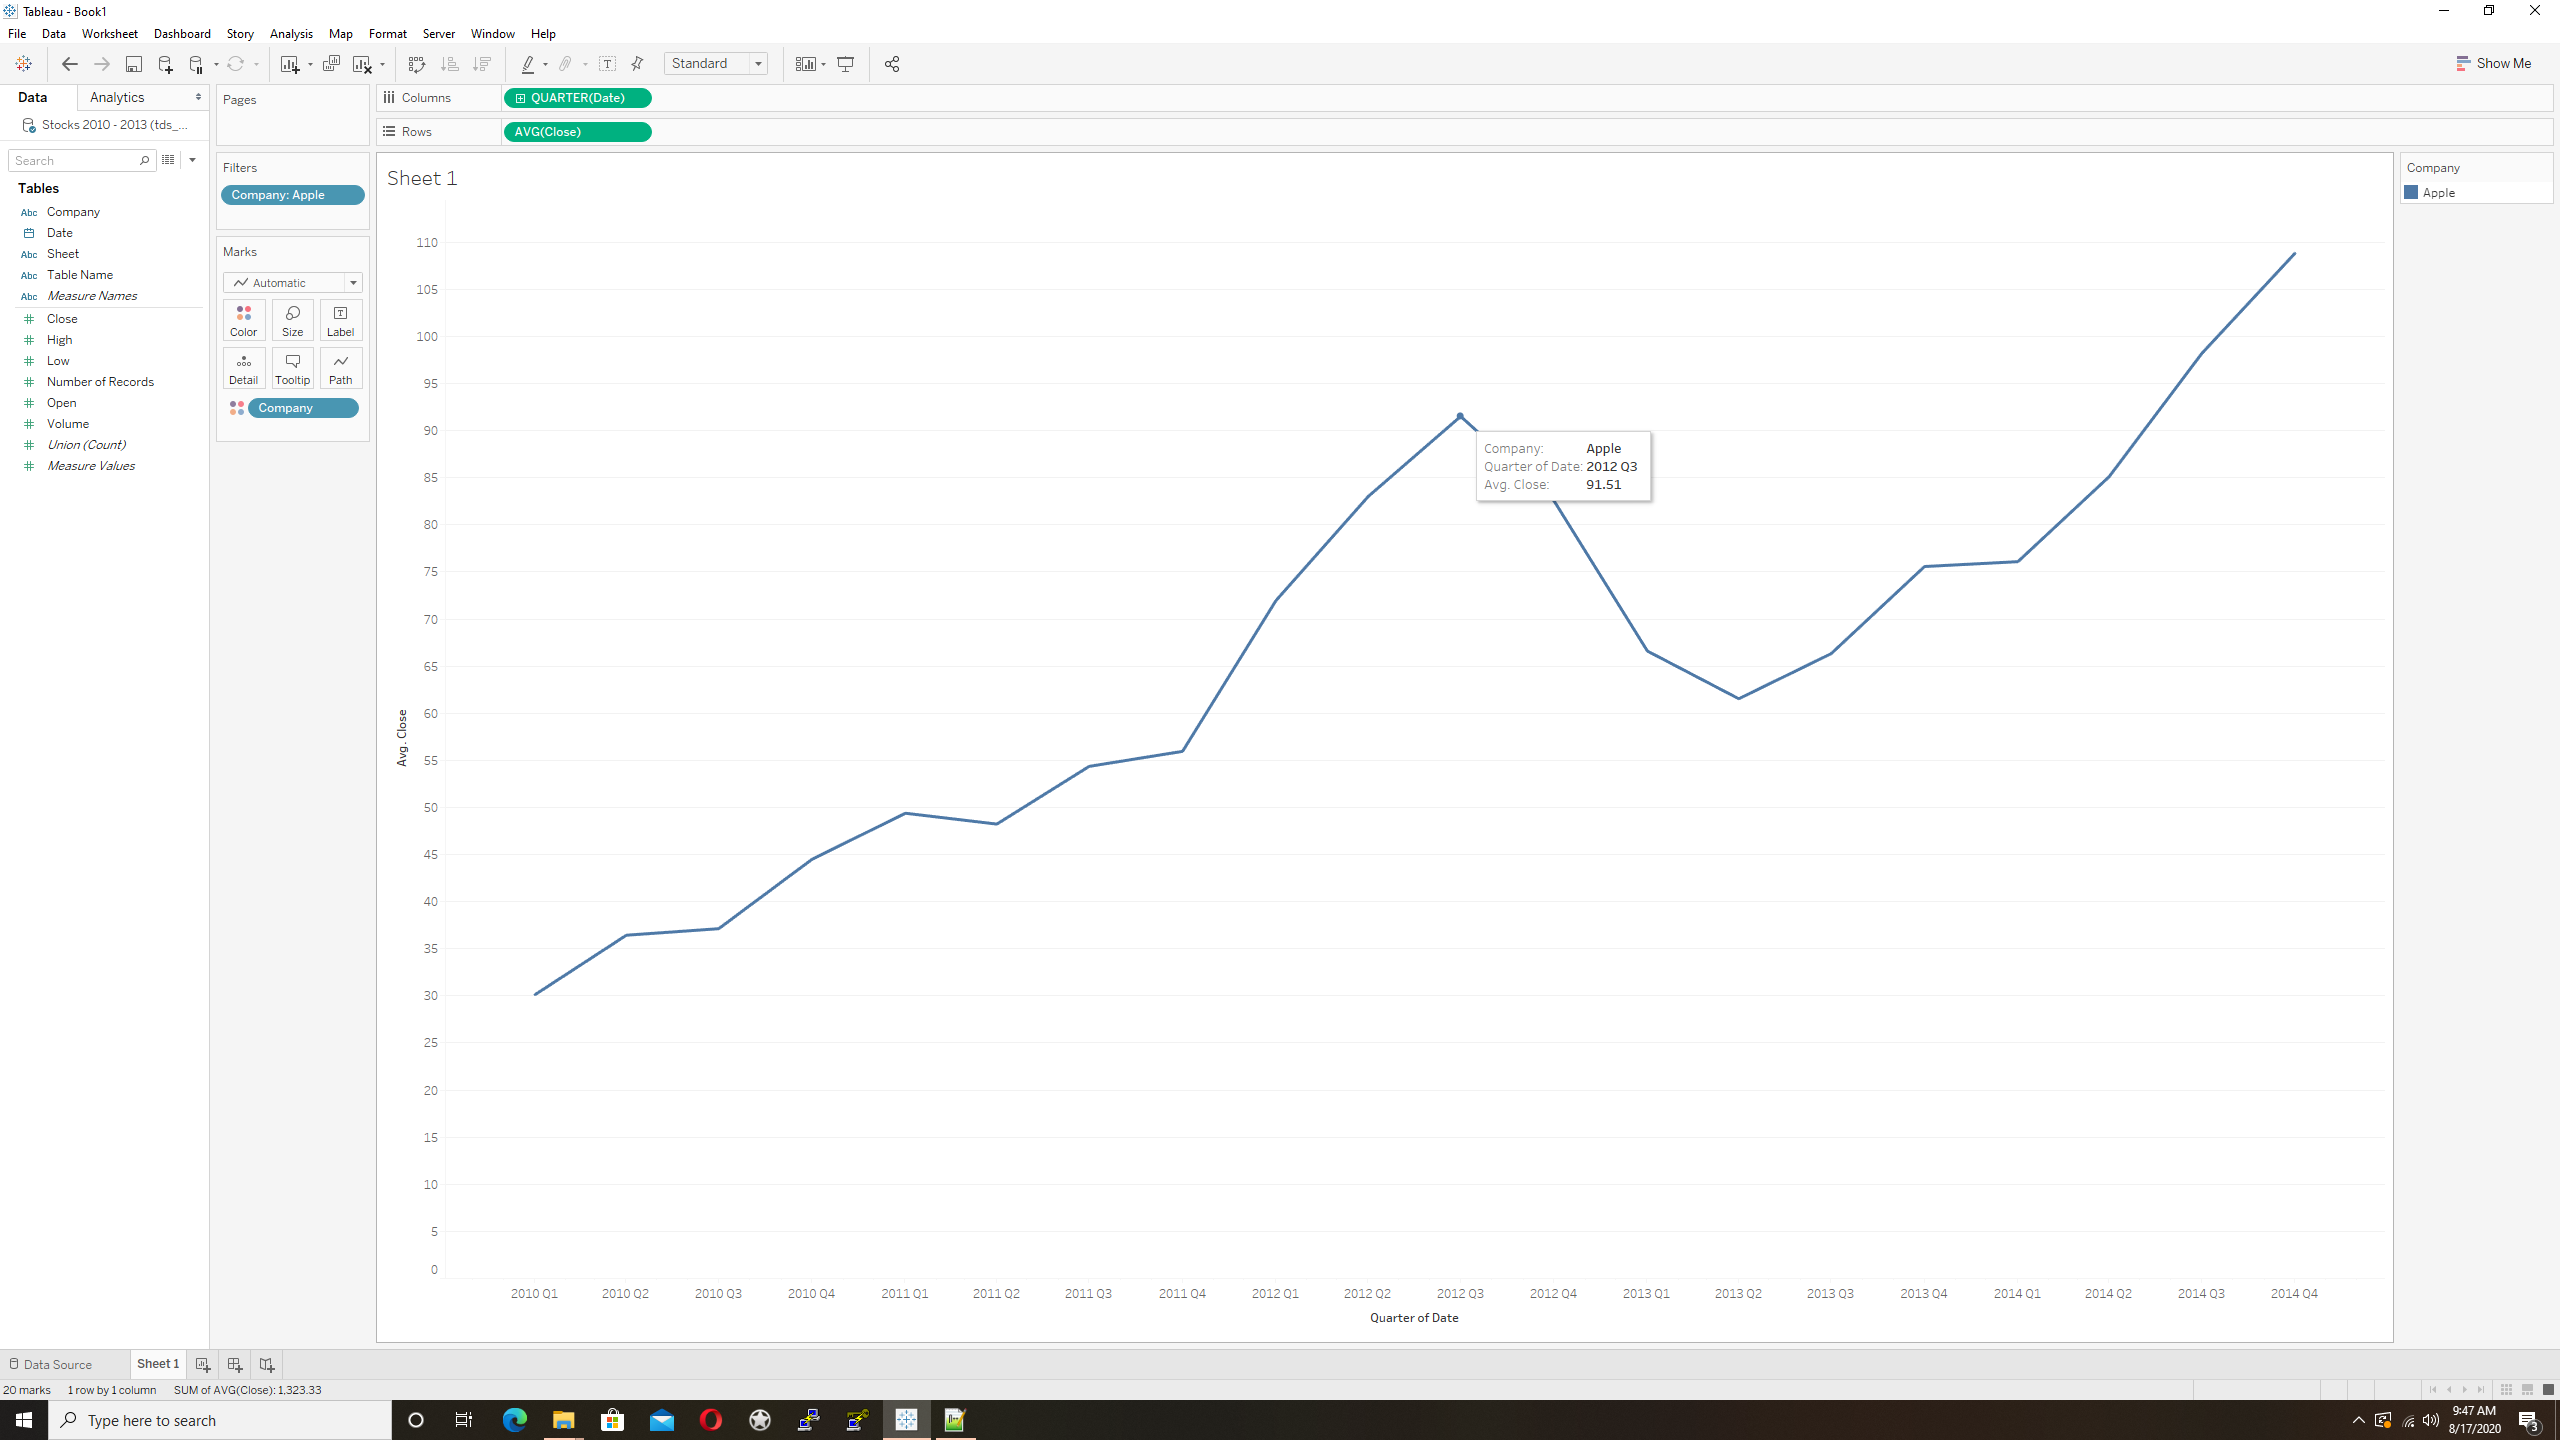 Tableau - Book1
File Data Worksheet Dashboard Story Analysis Map Format Server Window Help
Standard
Show Me
Data Analytics
Stocks 2010 - 2013 (tds_...
Search
Tables
Abc Company
Date
Abc Sheet
Abc Table Name
Abc Measure Names
Close
High
Low
Number of Records
Open
Volume
Union (Count)
Measure Values
Pages
Filters
Company: Apple
Marks
Automatic
Color Size Label
Detail Tooltip Path
Company
Columns QUARTER(Date)
Rows AVG(Close)
Sheet 1
110
105
100
95
90
85
80
75
70
65
60
55
50
45
40
35
30
25
20
15
10
5
0
Avg. Close
Company: Apple
Quarter of Date: 2012 Q3
Avg. Close: 91.51
2010 Q1 2010 Q2 2010 Q3 2010 Q4 2011 Q1 2011 Q2 2011 Q3 2011 Q4 2012 Q1 2012 Q2 2012 Q3 2012 Q4 2013 Q1 2013 Q2 2013 Q3 2013 Q4 2014 Q1 2014 Q2 2014 Q3 2014 Q4
Quarter of Date
Company
Apple
Data Source Sheet 1
20 marks 1 row by 1 column SUM of AVG(Close): 1,323.33
Type here to search
9:47 AM
8/17/2020
3